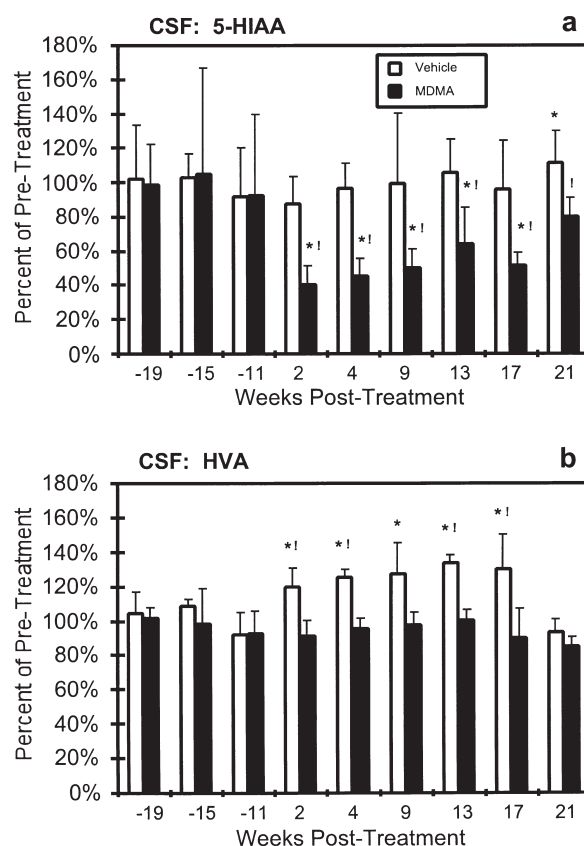 CSF: 5-HIAA
a
180%
160%
140%
120%
100%
80%
60%
40%
20%
0%
Percent of Pre-Treatment
Vehicle
MDMA
*
!
*!
*!
*!
*!
*!
-19 -15 -11 2 4 9 13 17 21
Weeks Post-Treatment
CSF: HVA
b
180%
160%
140%
120%
100%
80%
60%
40%
20%
0%
Percent of Pre-Treatment
*! *! * *! *!
-19 -15 -11 2 4 9 13 17 21
Weeks Post-Treatment